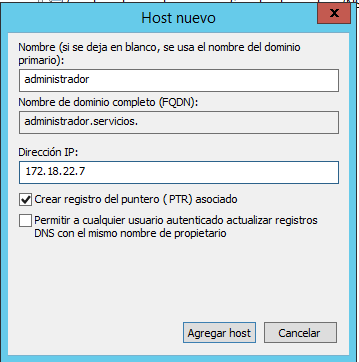 Host nuevo
x
Nombre (si se deja en blanco, se usa el nombre del dominio
primario):
administrador
Nombre de dominio completo (FQDN):
administrador.servicios.
Dirección IP:
172.18.22.7
Crear registro del puntero (PTR) asociado
Permitir a cualquier usuario autenticado actualizar registros
DNS con el mismo nombre de propietario
Agregar host
Cancelar